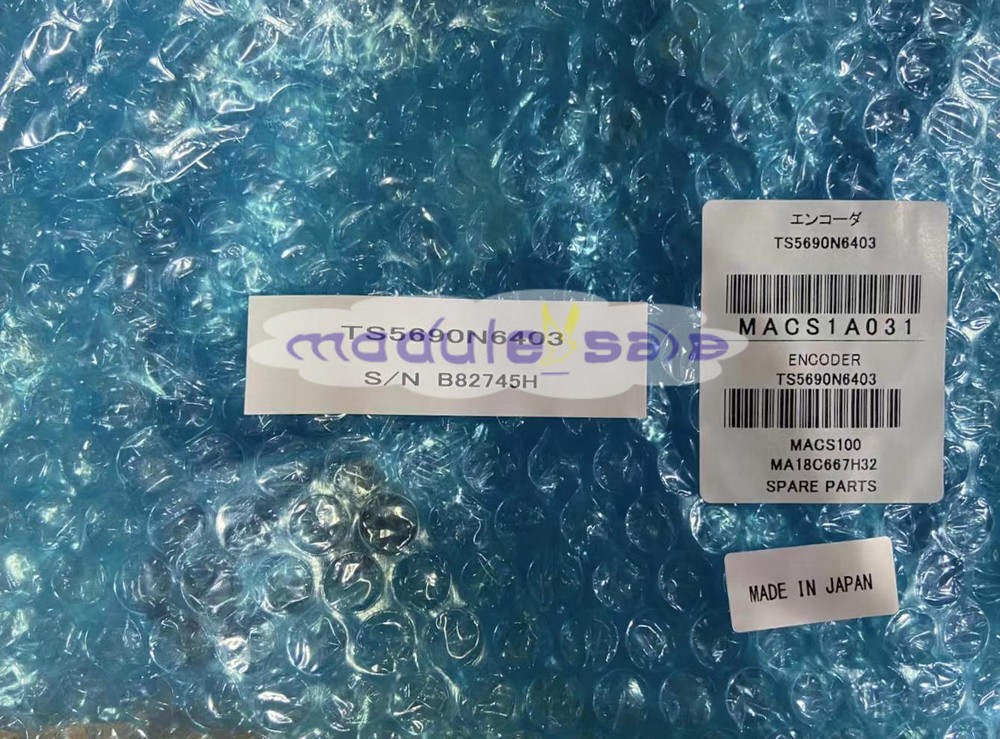 TS5690N6403
module sale
S/N B82745H
エンコーダ
TS5690N6403
MACS1A031
ENCODER
TS5690N6403
MACS100
MA18C667H32
SPARE PARTS
MADE IN JAPAN